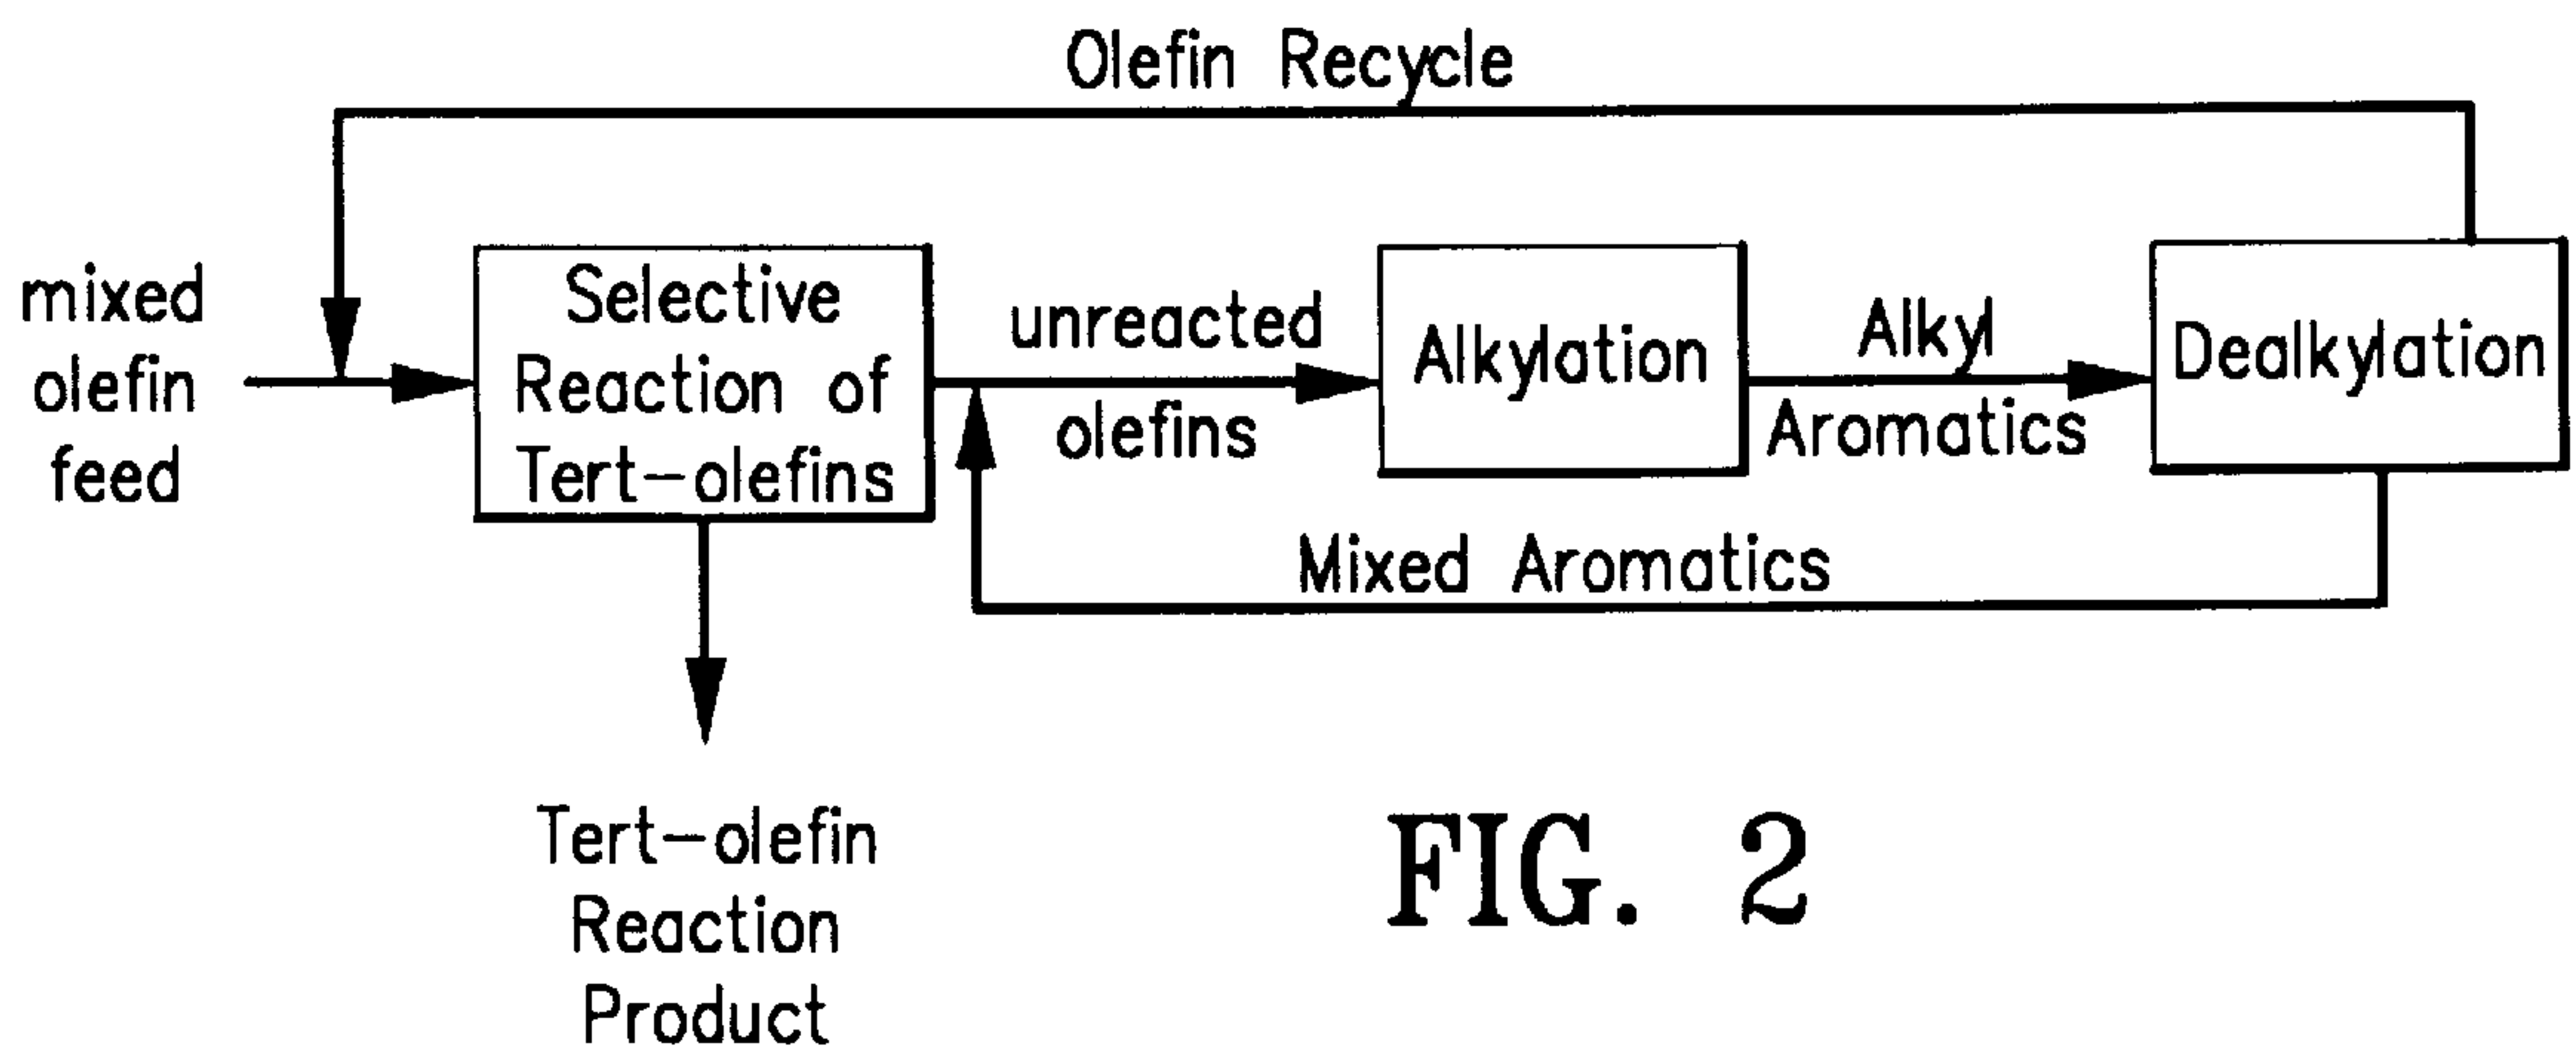 Olefin Recycle
mixed
olefin
feed
Selective
Reaction of
Tert-olefins
unreacted
olefins
Alkylation
Alkyl
Aromatics
Dealkylation
Mixed Aromatics
Tert-olefin
Reaction
Product
FIG. 2